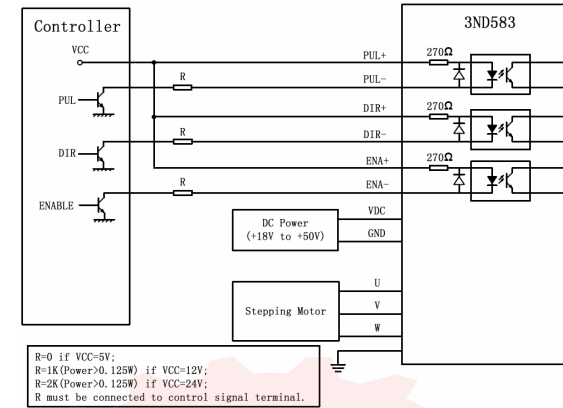 Controller
3ND583
VCC
PUL+
270Ω
R
PUL-
PUL
DIR+
270Ω
R
DIR-
DIR
ENA+
270Ω
R
ENA-
ENABLE
DC Power
(+18V to +50V)
VDC
GND
Stepping Motor
U
V
W
R=0 if VCC=5V;
R=1K(Power>0.125W) if VCC=12V;
R=2K(Power>0.125W) if VCC=24V;
R must be connected to control signal terminal.